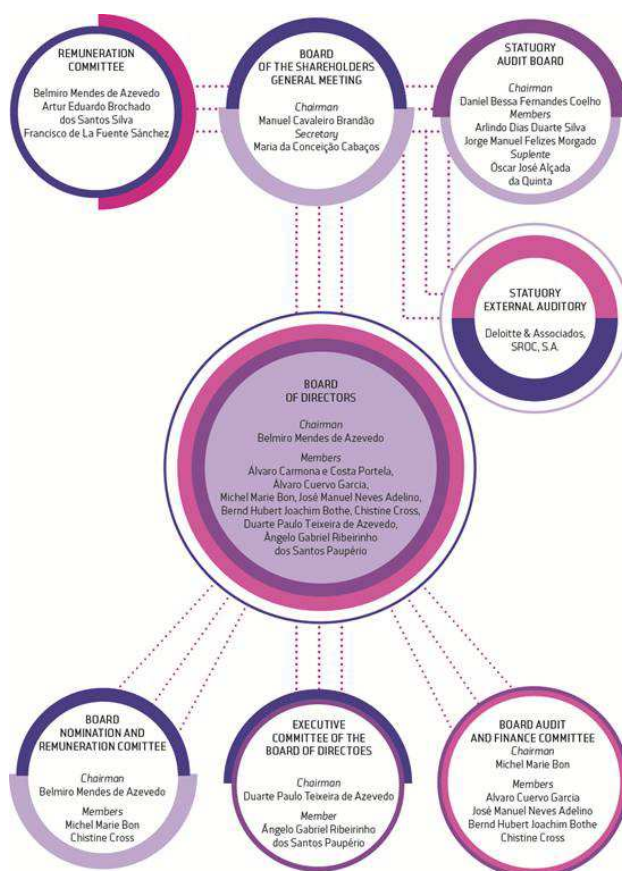 REMUNERATION
COMMITTEE
Belmiro Mendes de Azevedo
Artur Eduardo Brochado
dos Santos Silva
Francisco de La Fuente Sánchez
BOARD
OF THE SHAREHOLDERS
GENERAL MEETING
Chairman
Manuel Cavaleiro Brandão
Secretary
Maria da Conceição Cabaços
STATUORY
AUDIT BOARD
Chairman
Daniel Bessa Fernandes Coelho
Members
Arlindo Dias Duarte Silva
Jorge Manuel Felizes Morgado
Suplente
Óscar José Alçada
da Quinta
STATUORY
EXTERNAL AUDITORY
Deloitte & Associados,
SROC, S.A.
BOARD
OF DIRECTORS
Chairman
Belmiro Mendes de Azevedo
Members
Álvaro Carmona e Costa Portela,
Álvaro Cuervo Garcia,
Michel Marie Bon, José Manuel Neves Adelino,
Bernd Hubert Joachim Bothe, Chistine Cross,
Duarte Paulo Teixeira de Azevedo,
Ângelo Gabriel Ribeirinho
dos Santos Paupério
BOARD
NOMINATION AND
REMUNERATION COMITTEE
Chairman
Belmiro Mendes de Azevedo
Members
Michel Marie Bon
Chistine Cross
EXECUTIVE
COMMITTEE OF THE
BOARD OF DIRECTOES
Chairman
Duarte Paulo Teixeira de Azevedo
Member
Ângelo Gabriel Ribeirinho
dos Santos Paupério
BOARD AUDIT
AND FINANCE COMMITTEE
Chairman
Michel Marie Bon
Members
Alvaro Cuervo Garcia
José Manuel Neves Adelino
Bernd Hubert Joachim Bothe
Chistine Cross